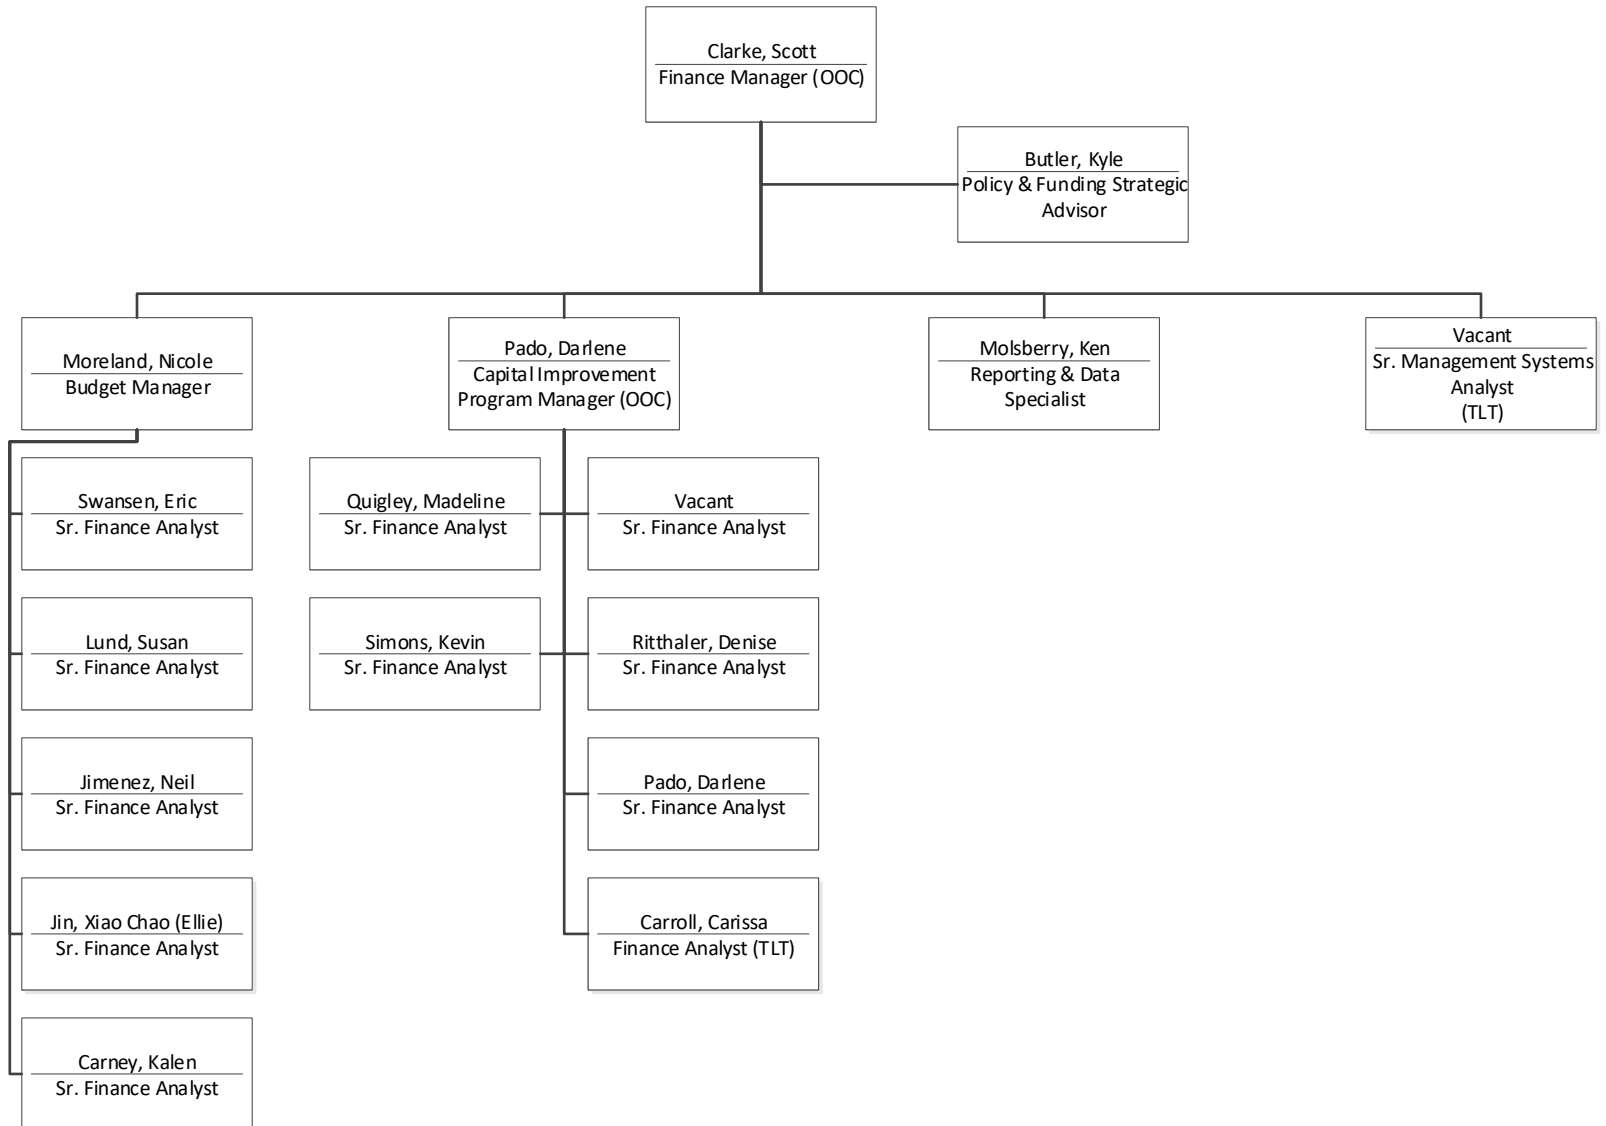 Clarke, Scott
Finance Manager (OOC)
Butler, Kyle
Policy & Funding Strategic
Advisor
Moreland, Nicole
Budget Manager
Pado, Darlene
Capital Improvement
Program Manager (OOC)
Molsberry, Ken
Reporting & Data
Specialist
Vacant
Sr. Management Systems
Analyst
(TLT)
Swansen, Eric
Sr. Finance Analyst
Quigley, Madeline
Sr. Finance Analyst
Vacant
Sr. Finance Analyst
Lund, Susan
Sr. Finance Analyst
Simons, Kevin
Sr. Finance Analyst
Ritthaler, Denise
Sr. Finance Analyst
Jimenez, Neil
Sr. Finance Analyst
Pado, Darlene
Sr. Finance Analyst
Jin, Xiao Chao (Ellie)
Sr. Finance Analyst
Carroll, Carissa
Finance Analyst (TLT)
Carney, Kalen
Sr. Finance Analyst